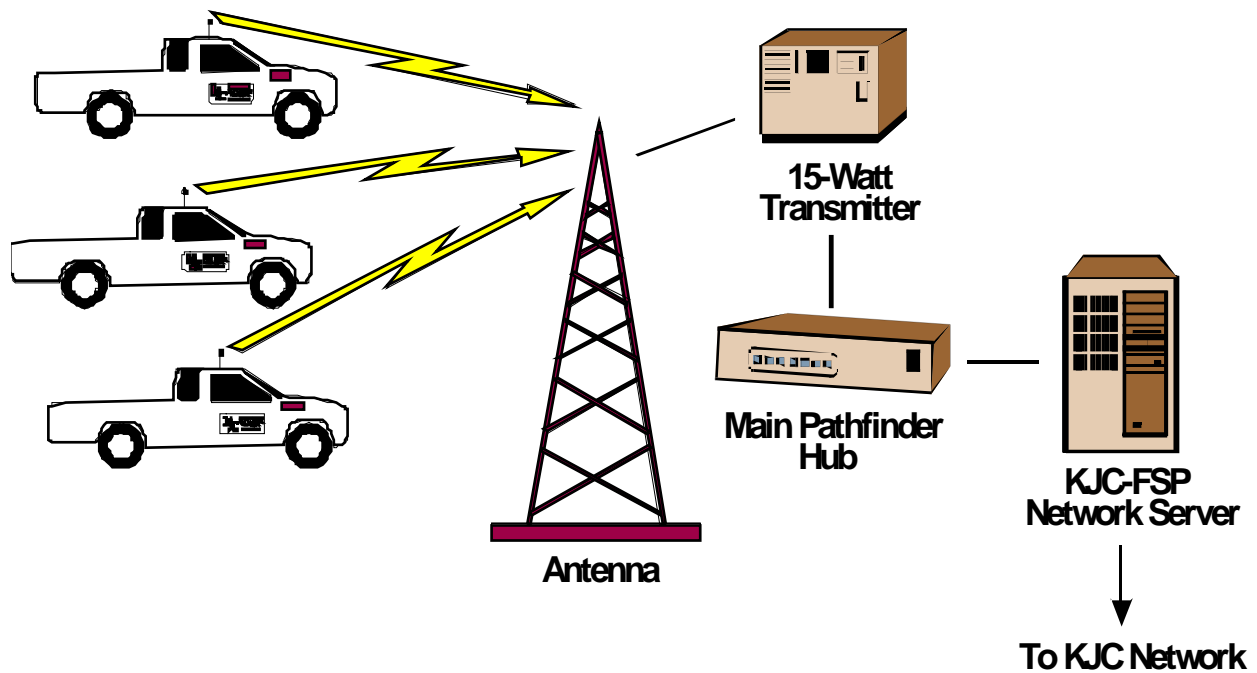 15-Watt
Transmitter
Main Pathfinder
Hub
KJC-FSP
Network Server
Antenna
To KJC Network